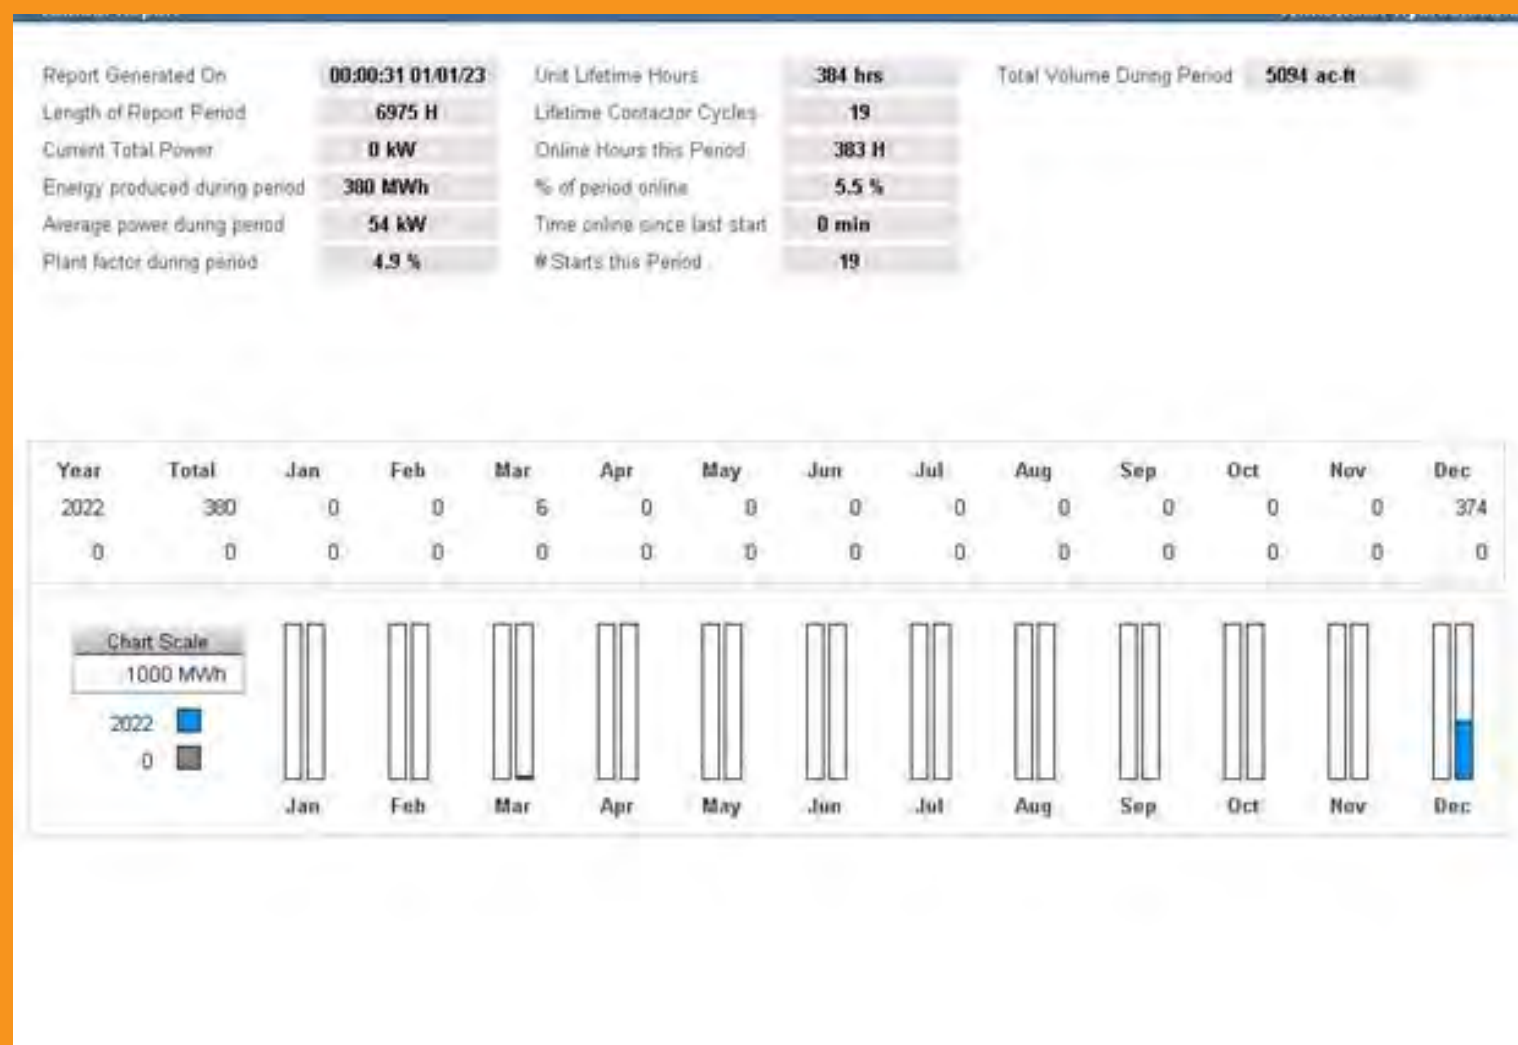 Report Generated On 00:00:31 01/01/23 Unit Lifetime Hours 384 hrs Total Volume During Period 5094 ac-ft
Length of Report Period 6975 H Lifetime Contactor Cycles 19
Current Total Power 0 kW Online Hours this Period 383 H
Energy produced during period 380 MWh % of period online 5.5 %
Average power during period 54 kW Time online since last start 0 min
Plant factor during period 4.9 % # Starts this Period 19
Year Total Jan Feb Mar Apr May Jun Jul Aug Sep Oct Nov Dec
2022 380 0 0 6 0 0 0 0 0 0 0 0 374
0 0 0 0 0 0 0 0 0 0 0 0 0 0
Chart Scale
1000 MWh
2022
0
Jan Feb Mar Apr May Jun Jul Aug Sep Oct Nov Dec